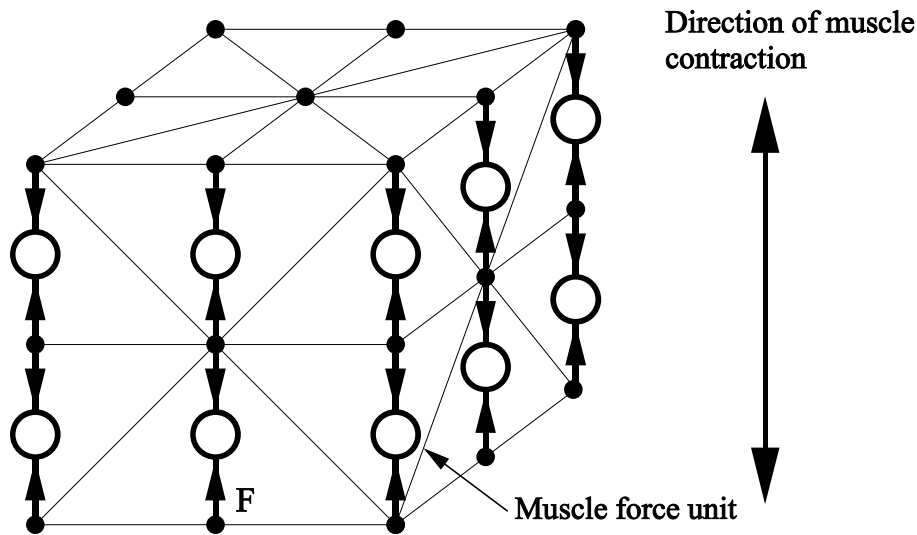 Direction of muscle
contraction
F
Muscle force unit